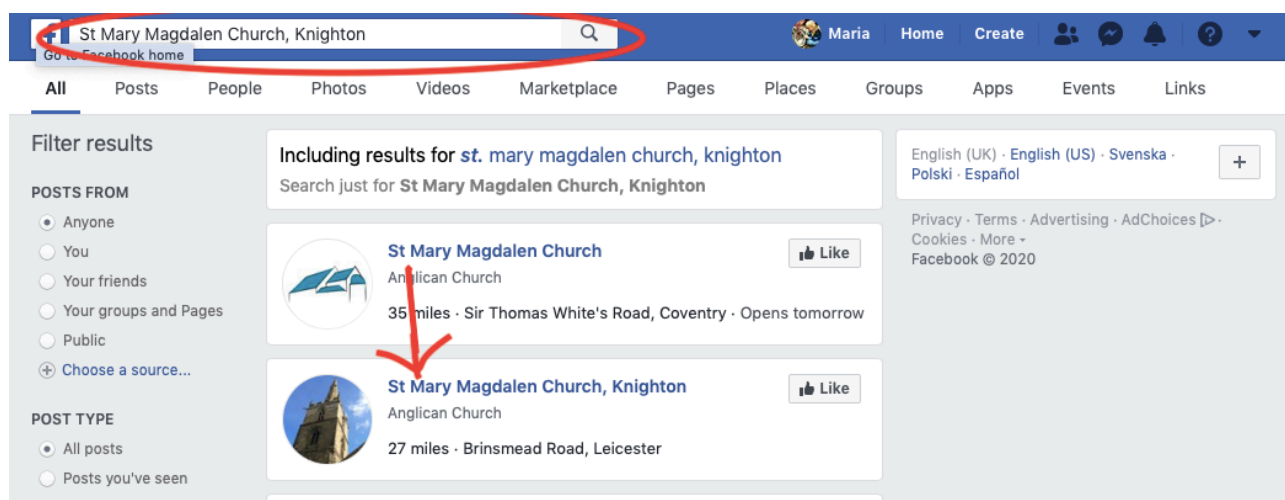 St Mary Magdalen Church, Knighton
Maria Home Create
Go to Facebook home
All Posts People Photos Videos Marketplace Pages Places Groups Apps Events Links
Filter results
POSTS FROM
Anyone
You
Your friends
Your groups and Pages
Public
Choose a source...
POST TYPE
All posts
Posts you've seen
Including results for st. mary magdalen church, knighton
Search just for St Mary Magdalen Church, Knighton
St Mary Magdalen Church
Like
Anglican Church
35 miles · Sir Thomas White's Road, Coventry · Opens tomorrow
St Mary Magdalen Church, Knighton
Like
Anglican Church
27 miles · Brinsmead Road, Leicester
English (UK) · English (US) · Svenska ·
Polski · Español
Privacy · Terms · Advertising · AdChoices ·
Cookies · More
Facebook © 2020